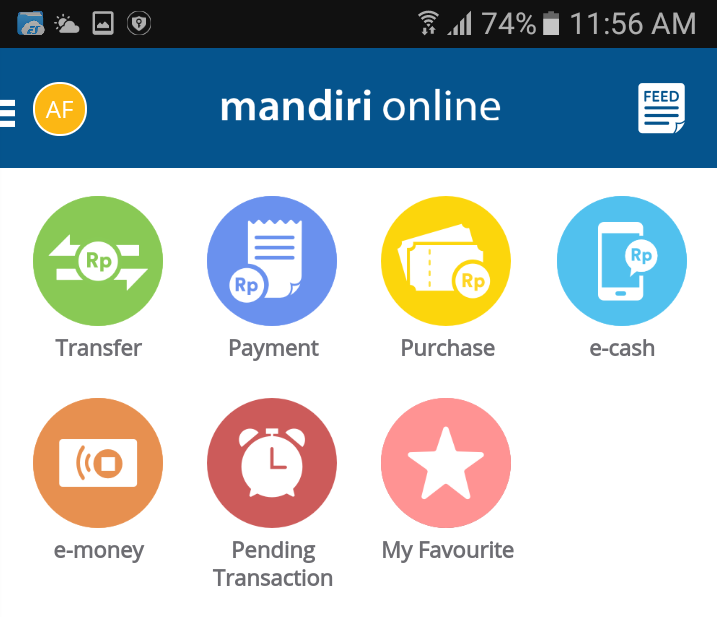 74% 11:56 AM
AF mandiri online FEED
Rp Rp Rp Rp
Transfer Payment Purchase e-cash
e-money Pending Transaction My Favourite